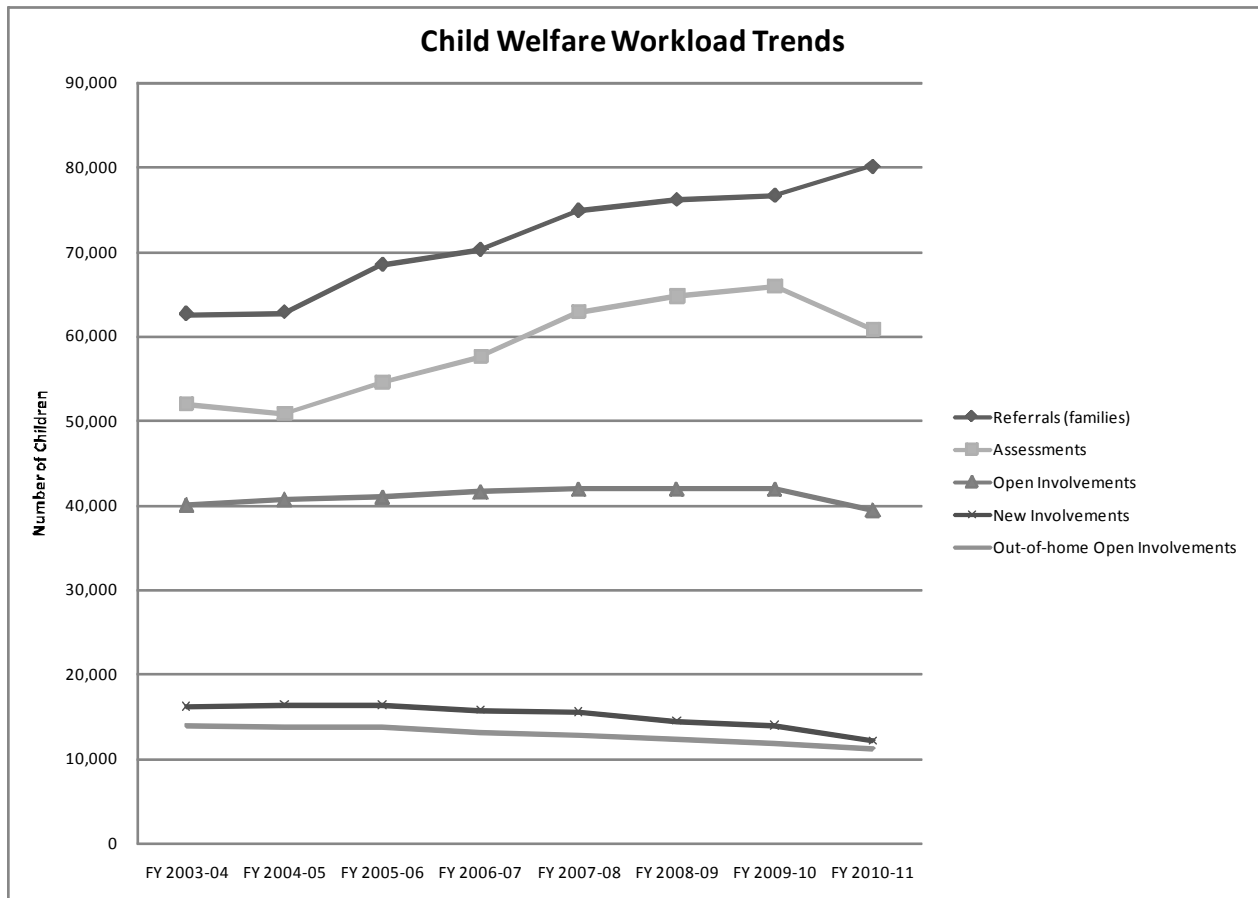 Child Welfare Workload Trends
90,000
80,000
70,000
60,000
50,000
40,000
30,000
20,000
10,000
0
Number of Children
FY 2003-04 FY 2004-05 FY 2005-06 FY 2006-07 FY 2007-08 FY 2008-09 FY 2009-10 FY 2010-11
Referrals (families)
Assessments
Open Involvements
New Involvements
Out-of-home Open Involvements